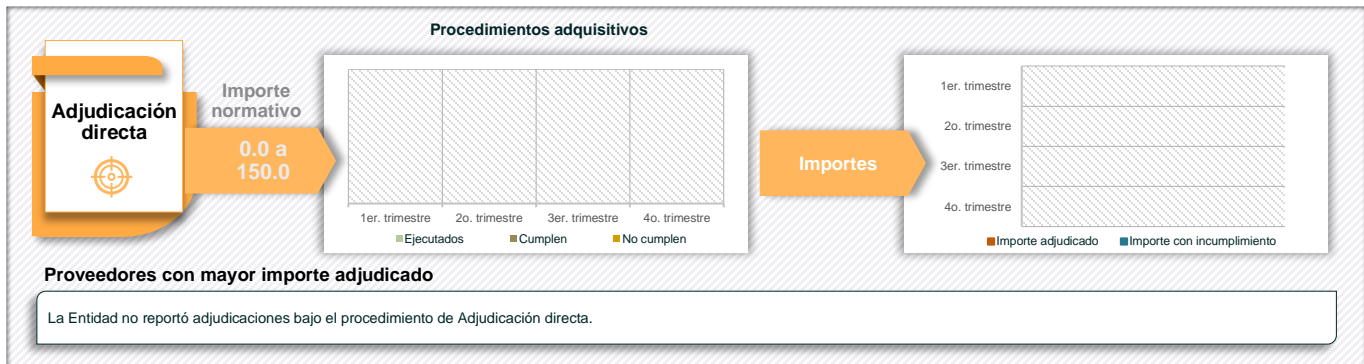 Procedimientos adquisitivos
Adjudicación
directa
Importe
normativo
0.0 a
150.0
1er. trimestre
2o. trimestre
3er. trimestre
4o. trimestre
Ejecutados
Cumplen
No cumplen
Importes
1er. trimestre
2o. trimestre
3er. trimestre
4o. trimestre
Importe adjudicado
Importe con incumplimiento
Proveedores con mayor importe adjudicado
La Entidad no reportó adjudicaciones bajo el procedimiento de Adjudicación directa.